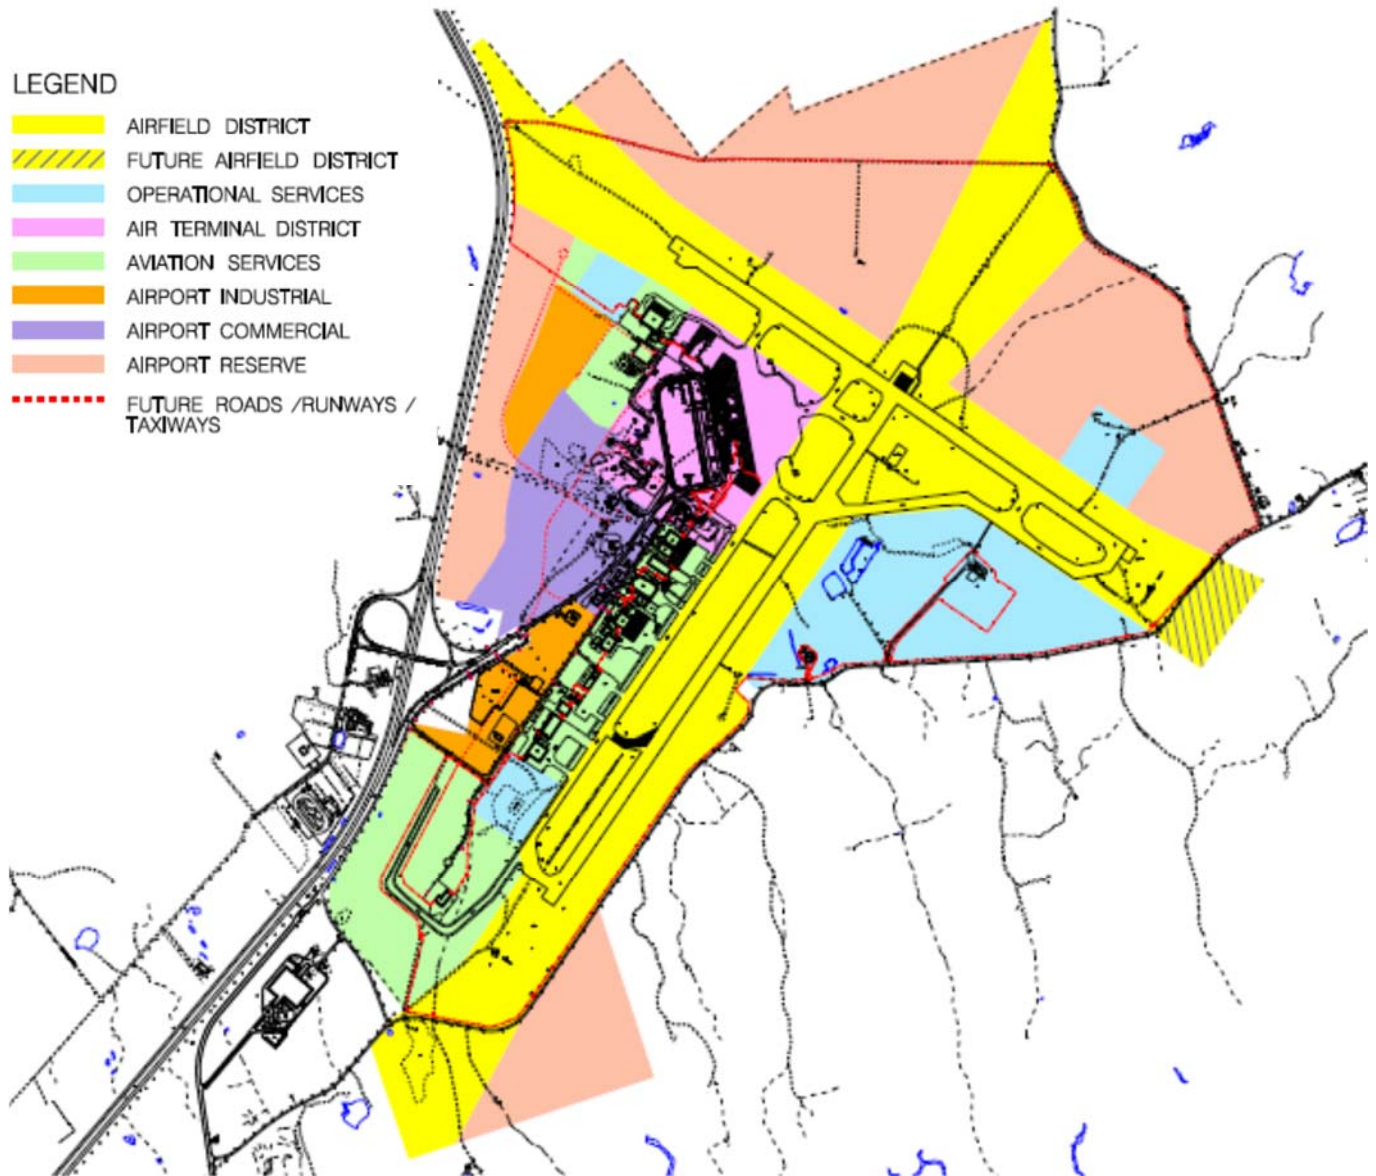 LEGEND
AIRFIELD DISTRICT
FUTURE AIRFIELD DISTRICT
OPERATIONAL SERVICES
AIR TERMINAL DISTRICT
AVIATION SERVICES
AIRPORT INDUSTRIAL
AIRPORT COMMERCIAL
AIRPORT RESERVE
FUTURE ROADS /RUNWAYS /
TAXIWAYS